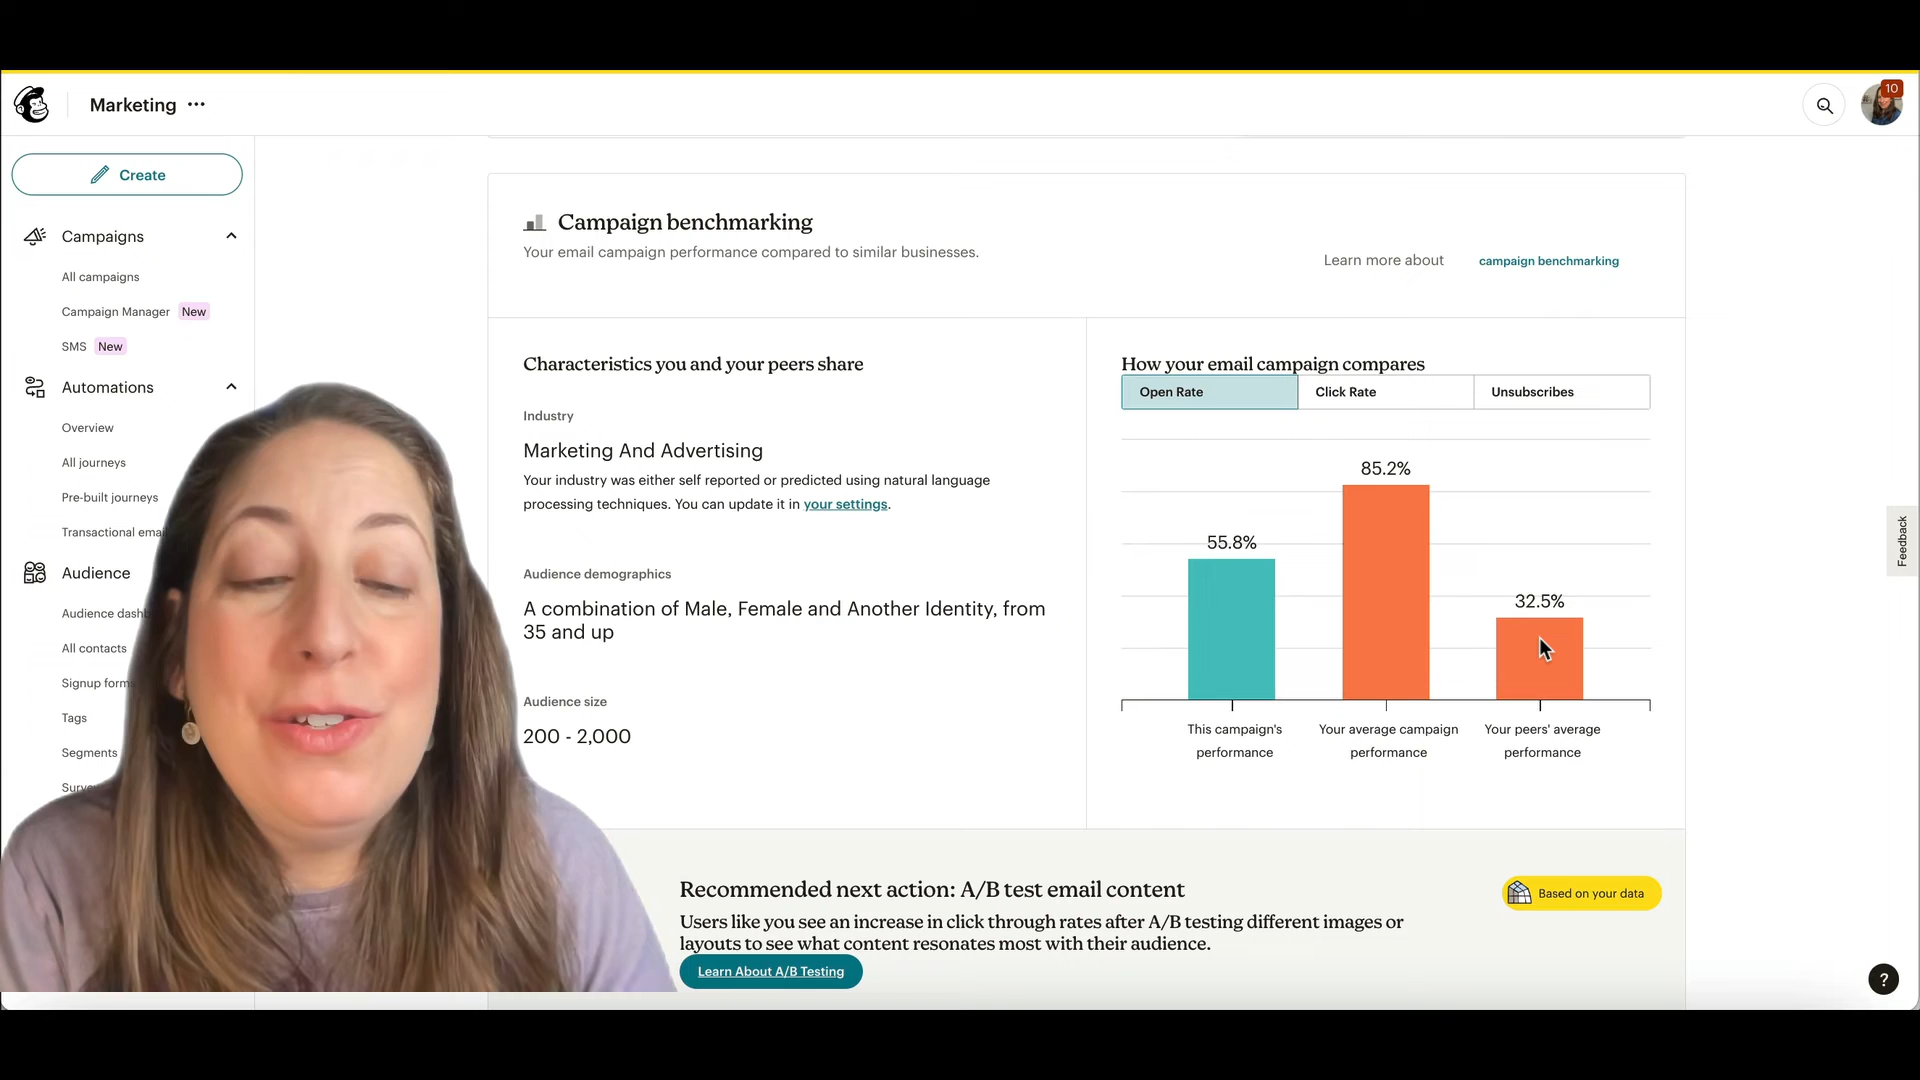 Marketing
10
Create
Campaigns
All campaigns
Campaign Manager New
SMS New
Automations
Overview
All journeys
Pre-built journeys
Transactional
Audience
Audience
All contacts
Signup
Tags
Segments
Campaign benchmarking
Your email campaign performance compared to similar businesses.
Learn more about campaign benchmarking
Characteristics you and your peers share
Industry
Marketing And Advertising
Your industry was either self reported or predicted using natural language
processing techniques. You can update it in your settings.
Audience demographics
A combination of Male, Female and Another Identity, from
35 and up
Audience size
200 - 2,000
How your email campaign compares
Open Rate Click Rate Unsubscribes
55.8%
85.2%
32.5%
This campaign's
performance
Your average campaign
performance
Your peers' average
performance
Recommended next action: A/B test email content
Users like you see an increase in click through rates after A/B testing different images or
layouts to see what content resonates most with their audience.
Learn About A/B Testing
Based on your data
Feedback
?